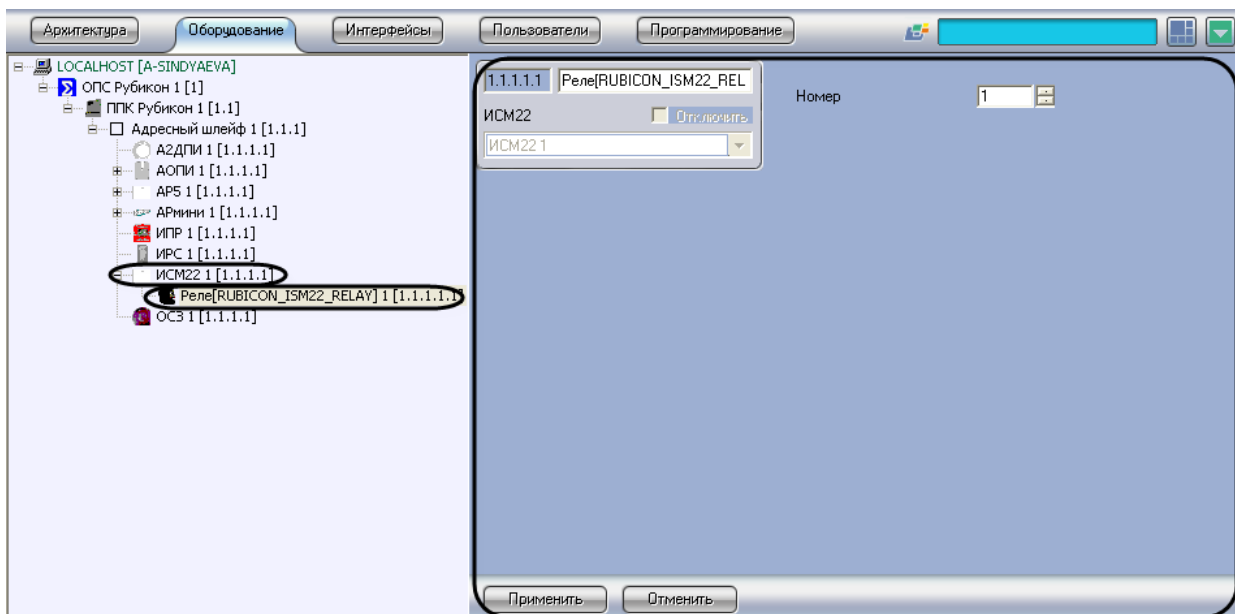 Архитектура Оборудование Интерфейсы Пользователи Программирование
LOCALHOST [A-SINDYAEVA]
ОПС Рубикон 1 [1]
ППК Рубикон 1 [1.1]
Адресный шлейф 1 [1.1.1]
А2ДПИ 1 [1.1.1.1]
АОПИ 1 [1.1.1.1]
АР5 1 [1.1.1.1]
АРмини 1 [1.1.1.1]
ИПР 1 [1.1.1.1]
ИРС 1 [1.1.1.1]
ИСМ22 1 [1.1.1.1]
Реле[RUBICON_ISM22_RELAY] 1 [1.1.1.1.1]
ОСЗ 1 [1.1.1.1]
1.1.1.1.1 Реле[RUBICON_ISM22_REL
ИСМ22 Отключить
ИСМ22 1
Номер 1
Применить Отменить